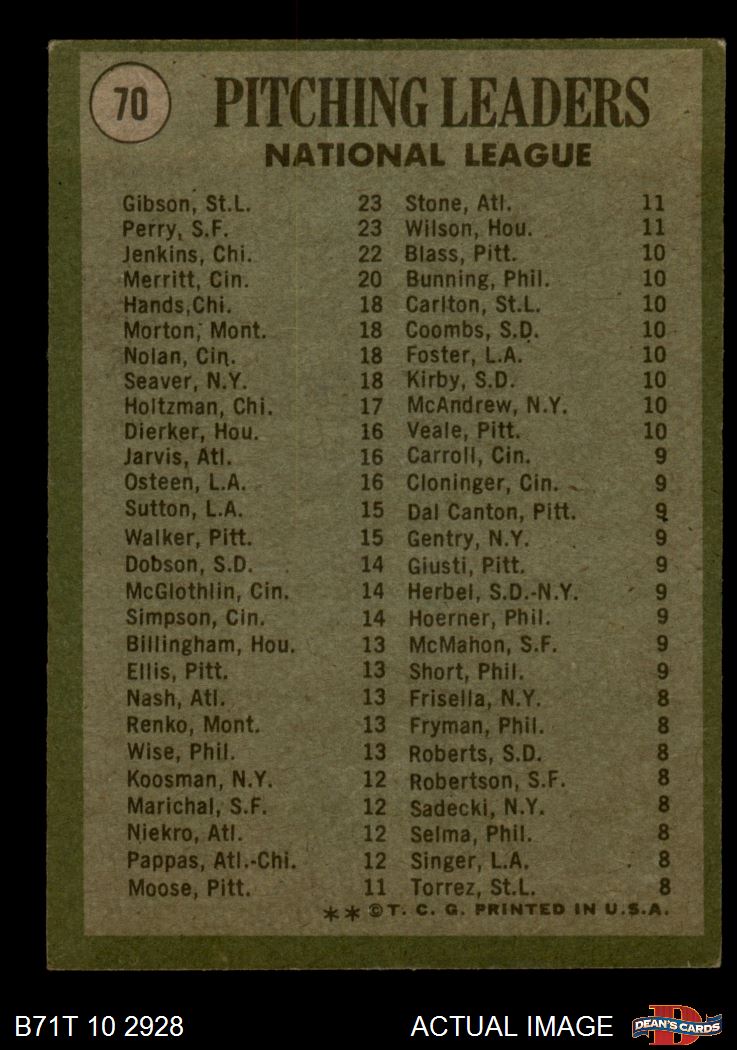 70
PITCHING LEADERS
NATIONAL LEAGUE
Gibson, St.L. 23
Perry, S.F. 23
Jenkins, Chi. 22
Merritt, Cin. 20
Hands, Chi. 18
Morton, Mont. 18
Nolan, Cin. 18
Seaver, N.Y. 18
Holtzman, Chi. 17
Dierker, Hou. 16
Jarvis, Atl. 16
Osteen, L.A. 16
Sutton, L.A. 15
Walker, Pitt. 15
Dobson, S.D. 14
McGlothlin, Cin. 14
Simpson, Cin. 14
Billingham, Hou. 13
Ellis, Pitt. 13
Nash, Atl. 13
Renko, Mont. 13
Wise, Phil. 13
Koosman, N.Y. 12
Marichal, S.F. 12
Niekro, Atl. 12
Pappas, Atl.-Chi. 12
Moose, Pitt. 11
Stone, Atl. 11
Wilson, Hou. 11
Blass, Pitt. 10
Bunning, Phil. 10
Carlton, St.L. 10
Coombs, S.D. 10
Foster, L.A. 10
Kirby, S.D. 10
McAndrew, N.Y. 10
Veale, Pitt. 10
Carroll, Cin. 9
Cloninger, Cin. 9
Dal Canton, Pitt. 9
Gentry, N.Y. 9
Giusti, Pitt. 9
Herbel, S.D.-N.Y. 9
Hoerner, Phil. 9
McMahon, S.F. 9
Short, Phil. 9
Frisella, N.Y. 8
Fryman, Phil. 8
Roberts, S.D. 8
Robertson, S.F. 8
Sadecki, N.Y. 8
Selma, Phil. 8
Singer, L.A. 8
Torrez, St.L. 8
** ©T. C. G. PRINTED IN U.S.A.
B71T 10 2928
ACTUAL IMAGE
DEAN'S CARDS